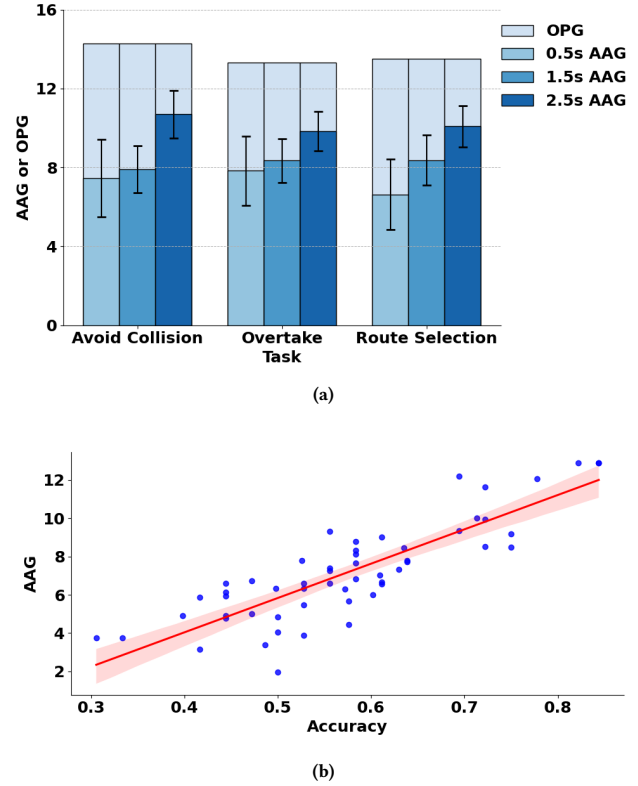 16
12
8
4
0
AAG or OPG
OPG
0.5s AAG
1.5s AAG
2.5s AAG
Avoid Collision
Overtake
Route Selection
Task
(a)
12
10
8
6
4
2
AAG
0.3
0.4
0.5
0.6
0.7
0.8
Accuracy
(b)